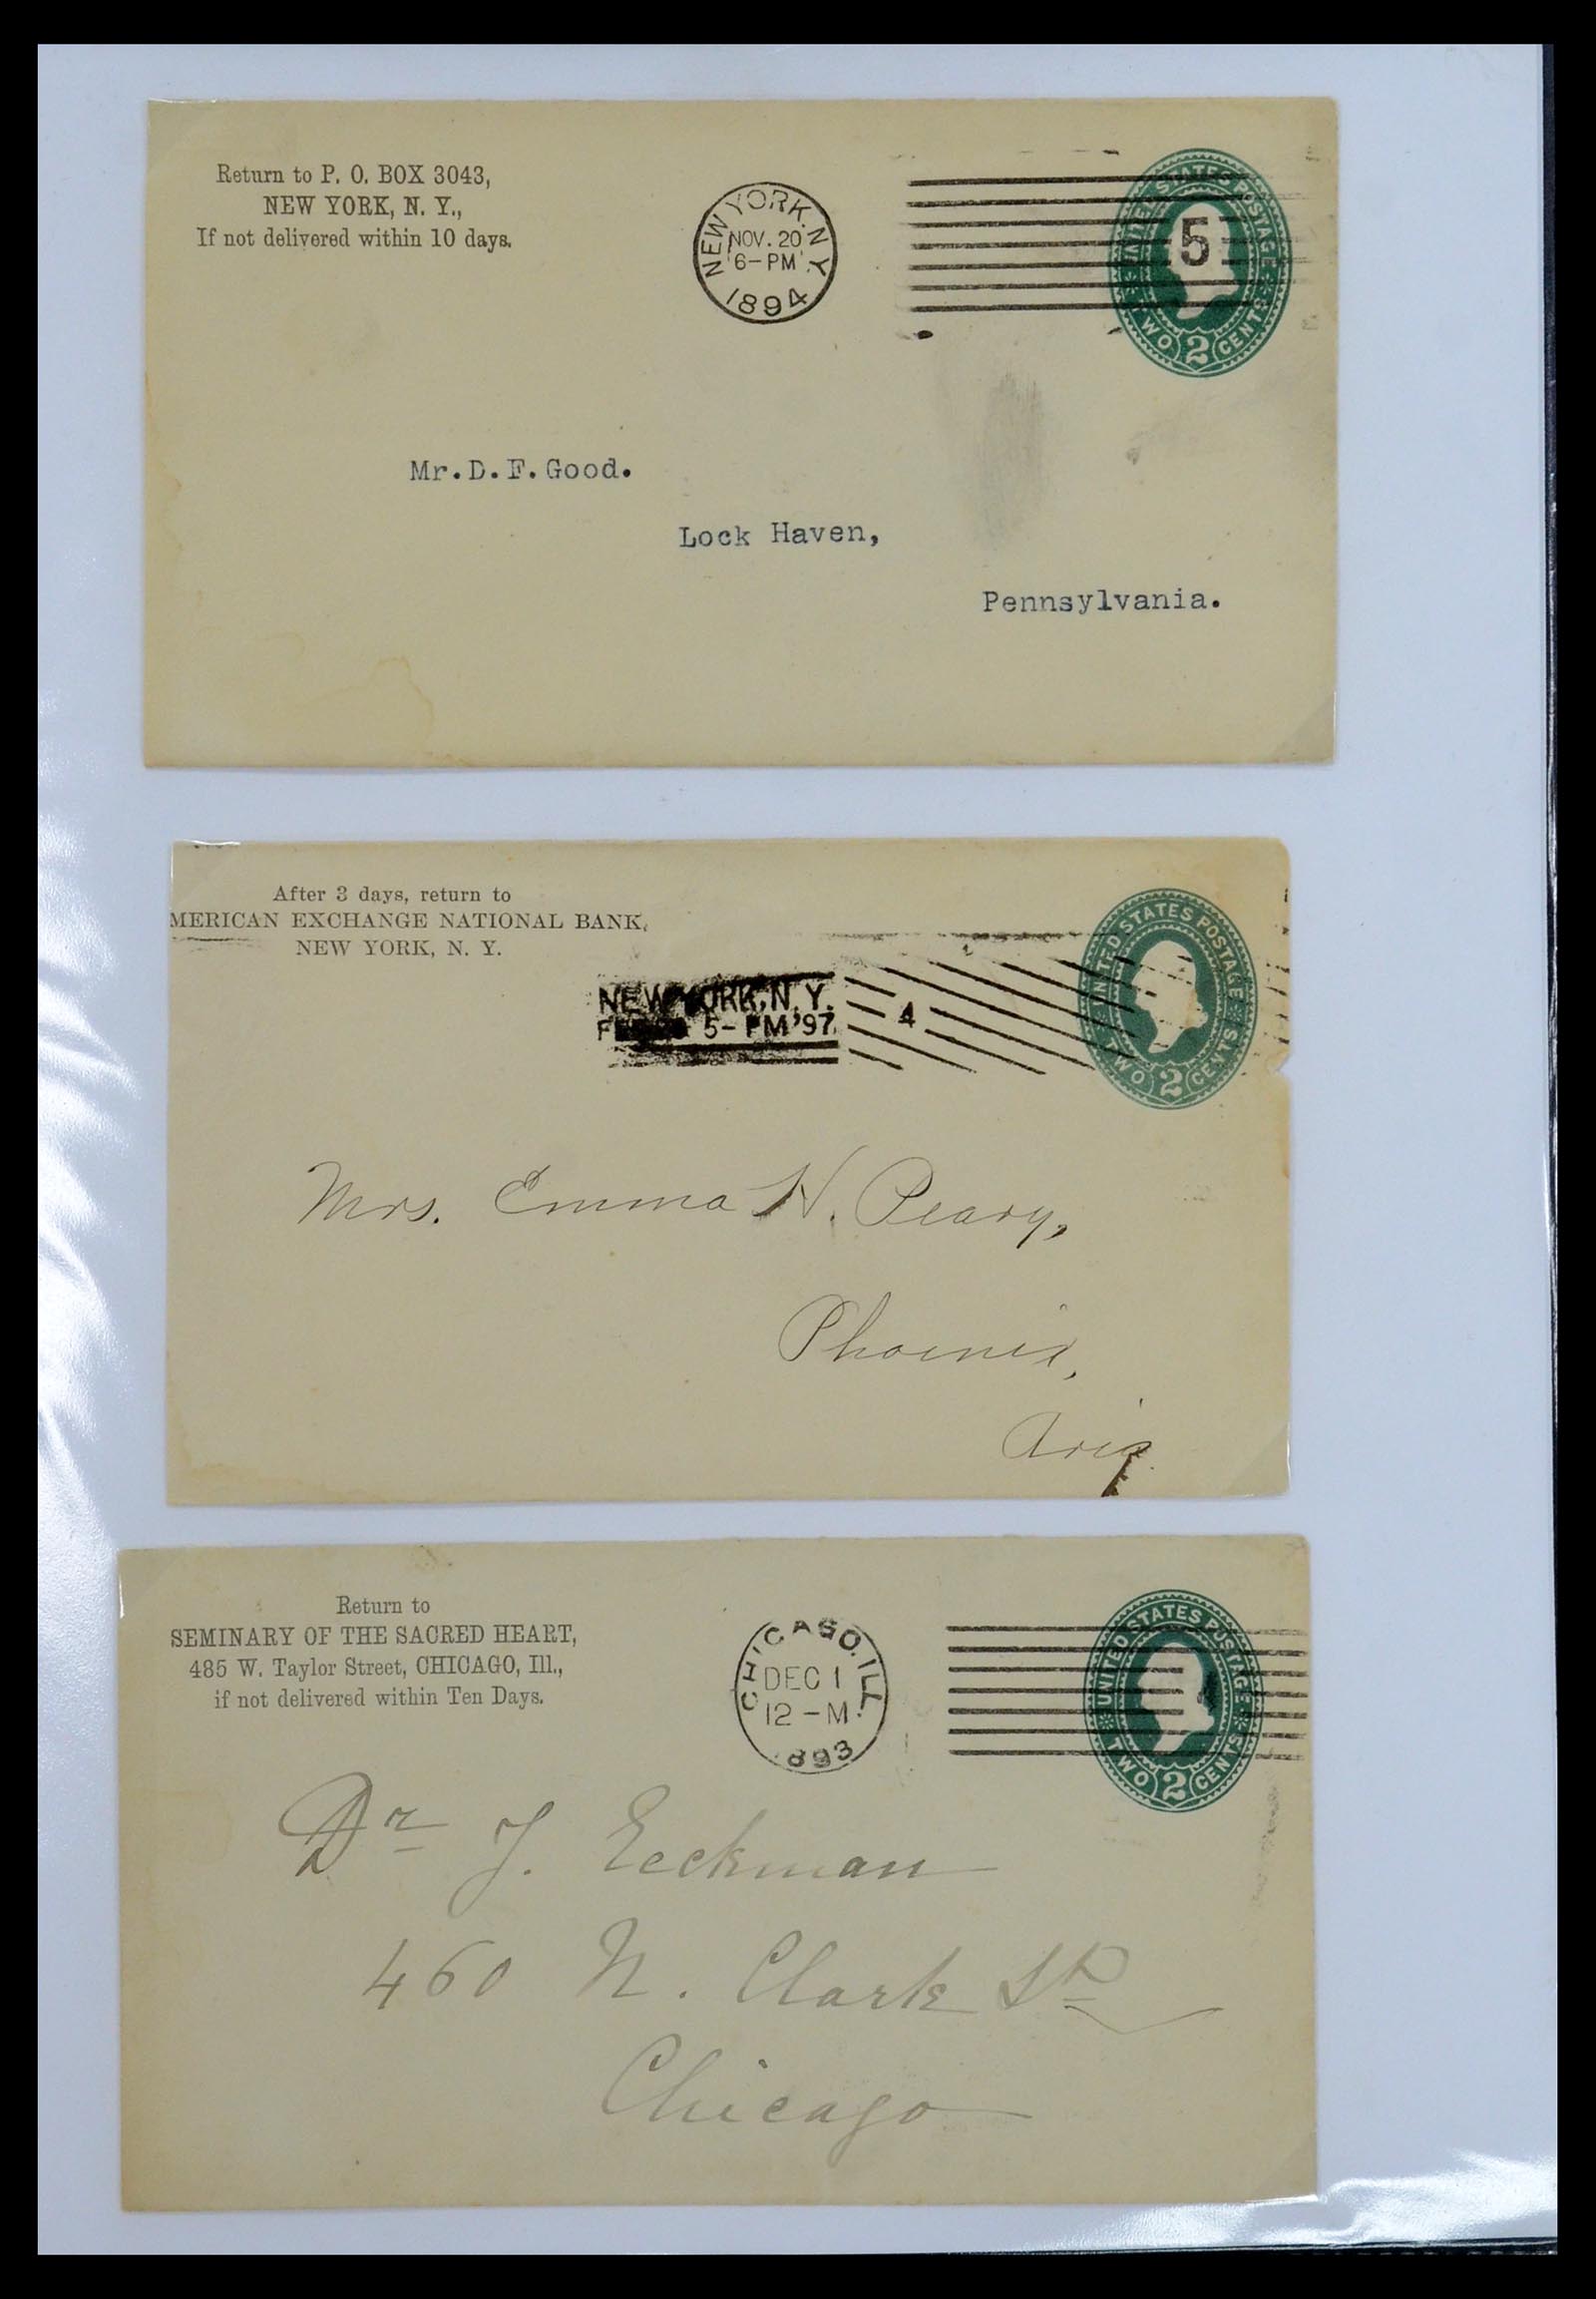 Return to P. O. BOX 3043,
NEW YORK, N. Y.,
If not delivered within 10 days.
NEW YORK. N.Y.
NOV. 20
6-PM
1894
5
UNITED STATES POSTAGE
TWO 2 CENTS
Mr.D.F.Good.
Lock Haven,
Pennsylvania.
After 3 days, return to
MERICAN EXCHANGE NATIONAL BANK,
NEW YORK, N. Y.
NEW YORK, N.Y.
5- PM '97
4
UNITED STATES POSTAGE
TWO 2 CENTS
Mrs. Emma H. Peary,
Phoenix,
Ariz.
Return to
SEMINARY OF THE SACRED HEART,
485 W. Taylor Street, CHICAGO, Ill.,
if not delivered within Ten Days.
CHICAGO. ILL.
DEC 1
12-M.
893
UNITED STATES POSTAGE
TWO 2 CENTS
Dr J. Eeckman
460 N. Clark St
Chicago